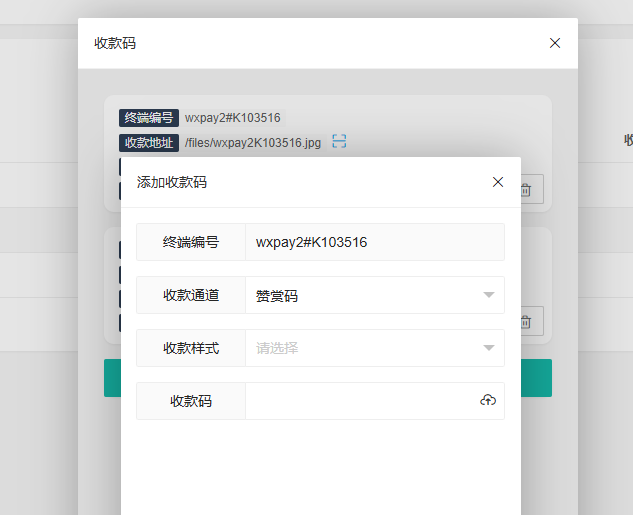 收款码
终端编号 wxpay2#K103516
收款地址 /files/wxpay2K103516.jpg
添加收款码
终端编号 wxpay2#K103516
收款通道 赞赏码
收款样式 请选择
收款码